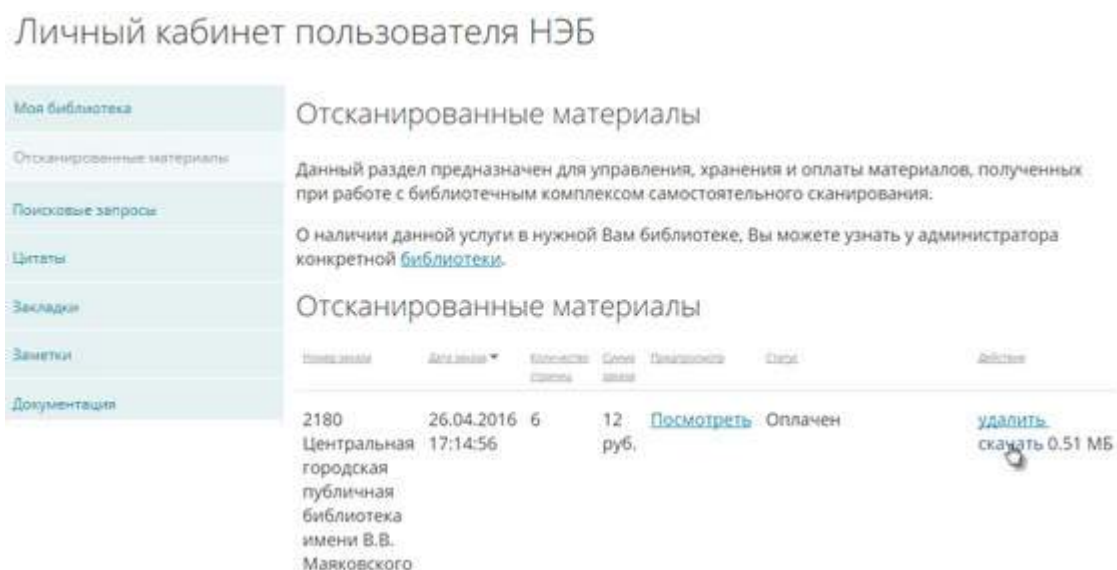 Личный кабинет пользователя НЭБ
Моя библиотека
Отсканированные материалы
Поисковые запросы
Цитаты
Закладки
Заметки
Документация
Отсканированные материалы
Данный раздел предназначен для управления, хранения и оплаты материалов, полученных
при работе с библиотечным комплексом самостоятельного сканирования.
О наличии данной услуги в нужной Вам библиотеке, Вы можете узнать у администратора
конкретной библиотеки.
Отсканированные материалы
Номер заказа Дата заказа Количество Сумма Предпросмотр Статус Действия
страниц заказа
2180 26.04.2016 6 12 Посмотреть Оплачен удалить
Центральная 17:14:56 руб. скачать 0.51 МБ
городская
публичная
библиотека
имени В.В.
Маяковского